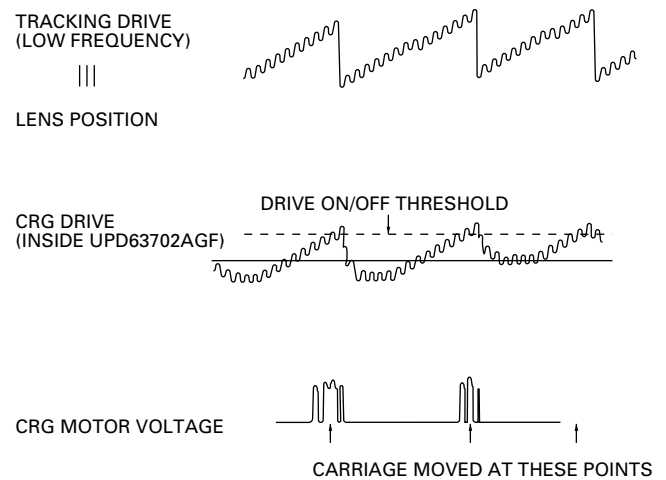 TRACKING DRIVE
(LOW FREQUENCY)
LENS POSITION
DRIVE ON/OFF THRESHOLD
CRG DRIVE
(INSIDE UPD63702AGF)
CRG MOTOR VOLTAGE
CARRIAGE MOVED AT THESE POINTS